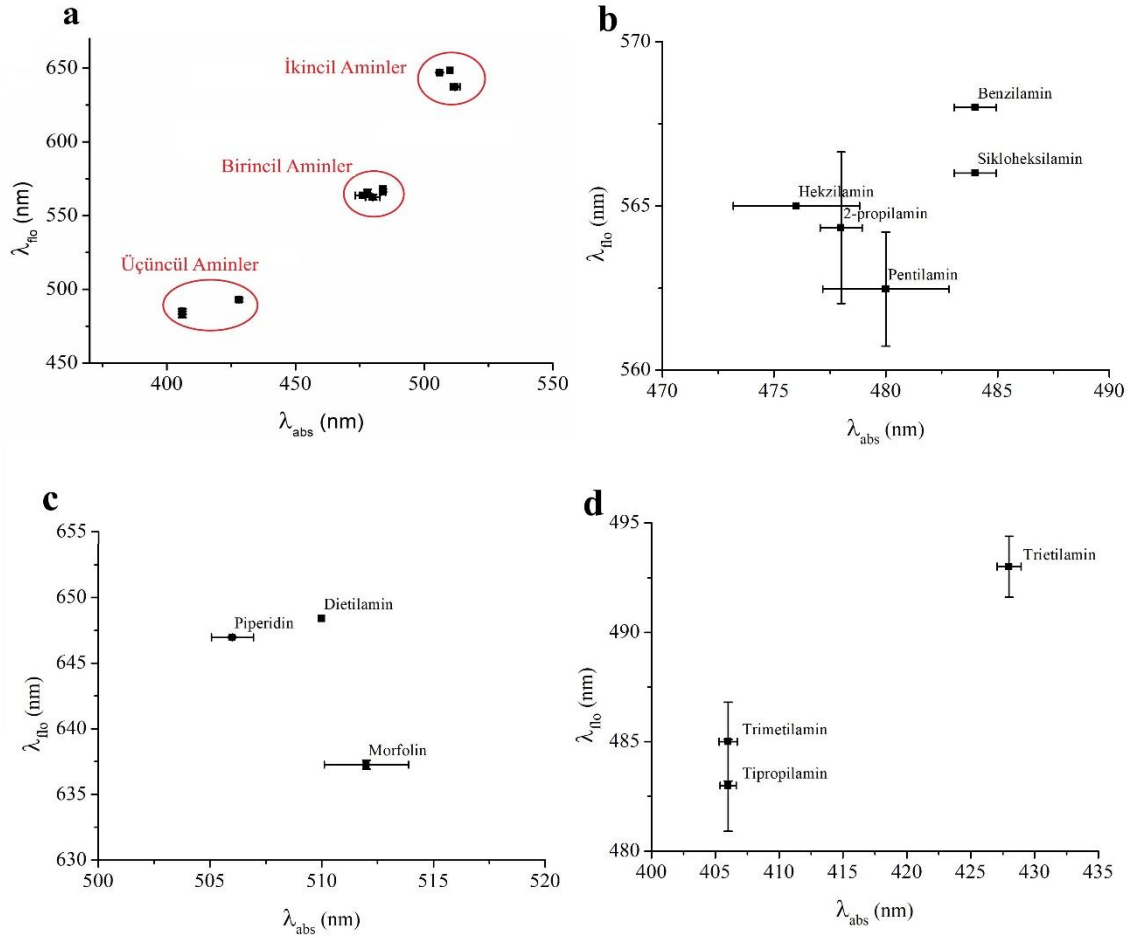 a
650
600
550
500
450
400
450
500
550
λflo (nm)
λabs (nm)
İkincil Aminler
Birincil Aminler
Üçüncül Aminler
b
570
565
560
470
475
480
485
490
λflo (nm)
λabs (nm)
Benzilamin
Sikloheksilamin
Hekzilamin
2-propilamin
Pentilamin
c
655
650
645
640
635
630
500
505
510
515
520
λflo (nm)
λabs (nm)
Dietilamin
Piperidin
Morfolin
d
495
490
485
480
400
405
410
415
420
425
430
435
λflo (nm)
λabs (nm)
Trietilamin
Trimetilamin
Tipropilamin